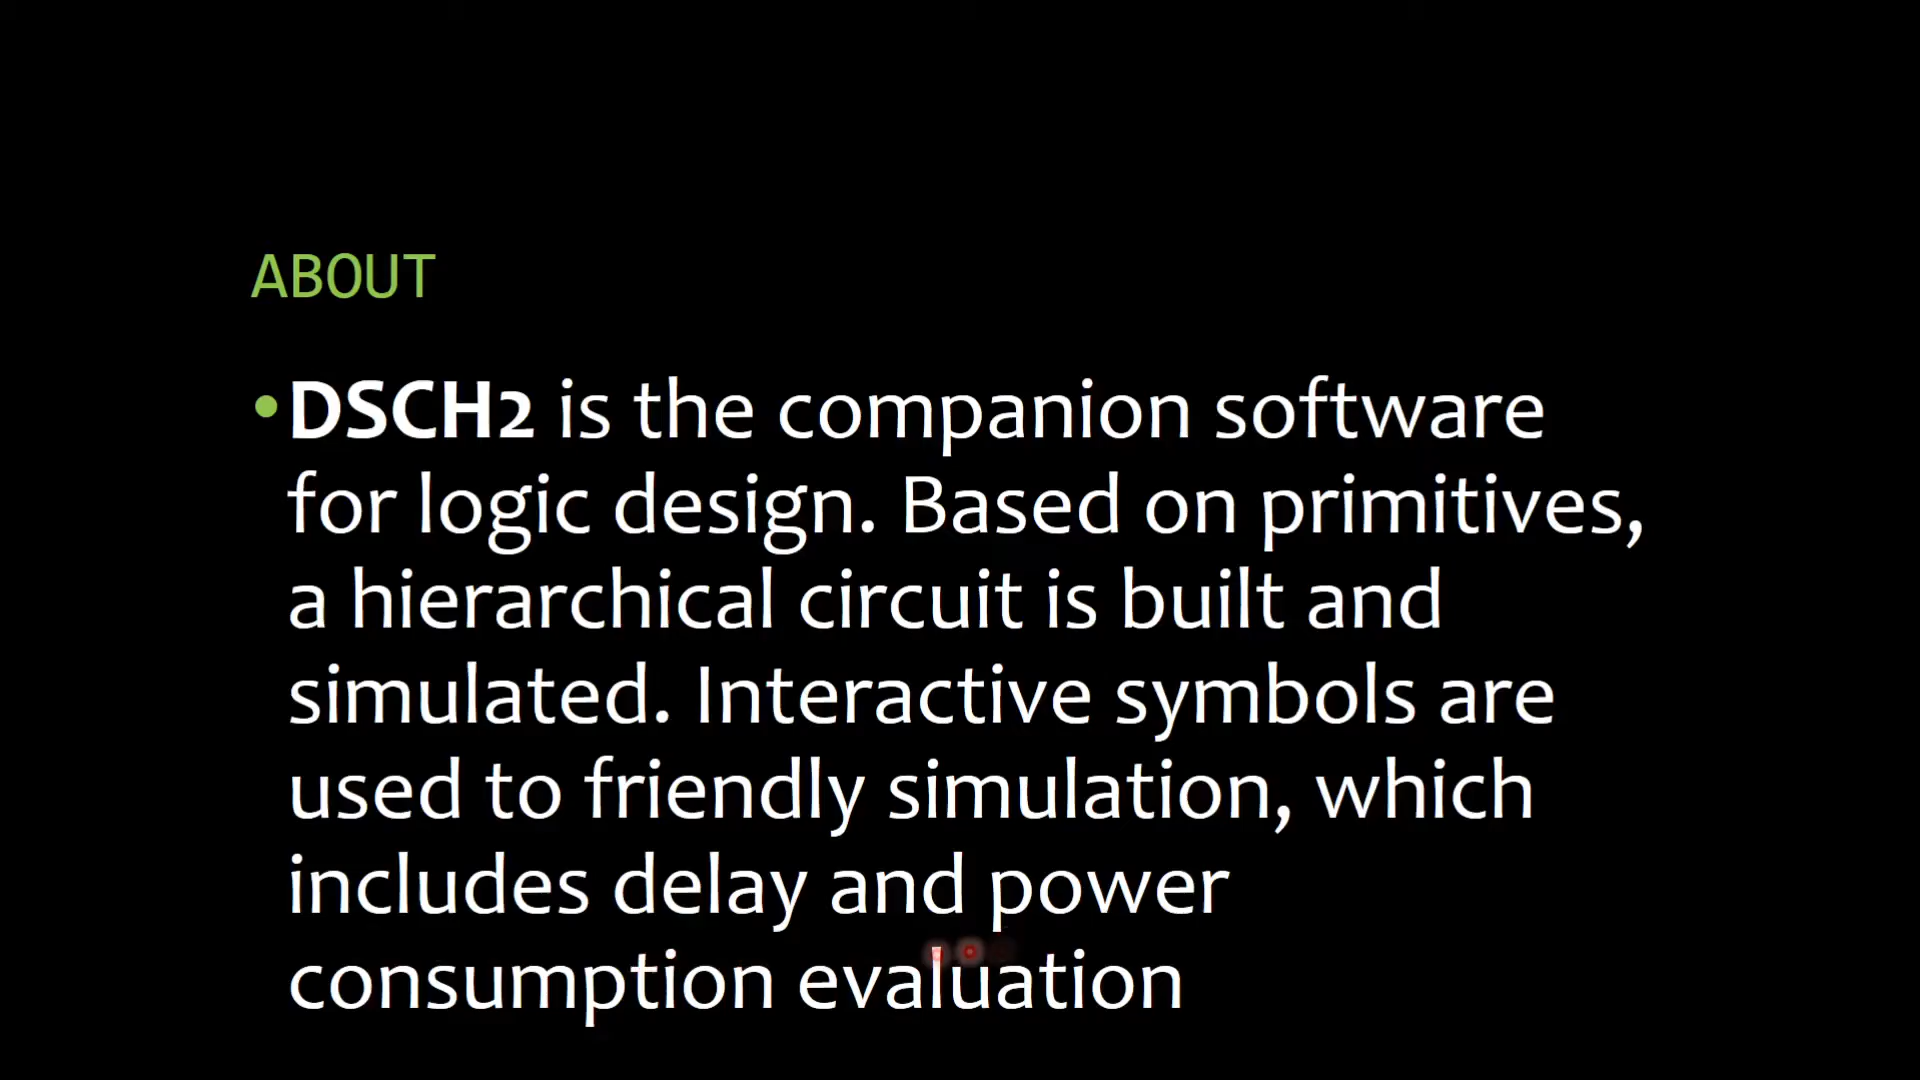 ABOUT
•DSCH2 is the companion software
for logic design. Based on primitives,
a hierarchical circuit is built and
simulated. Interactive symbols are
used to friendly simulation, which
includes delay and power
consumption evaluation